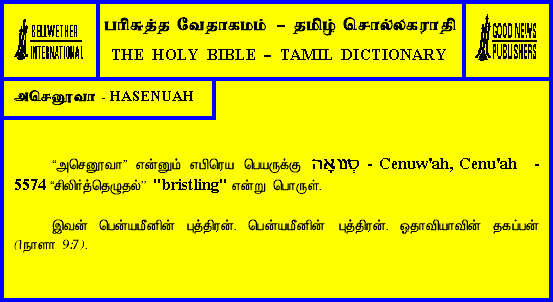 BELLWETHER
INTERNATIONAL
பரிசுத்த வேதாகமம் – தமிழ் சொல்லகராதி
THE HOLY BIBLE – TAMIL DICTIONARY
GOOD NEWS
PUBLISHERS
அசெனூவா - HASENUAH
“அசெனூவா” என்னும் எபிரெய பெயருக்கு סְנוּאָה - Cenuw'ah, Cenu'ah -
5574 “சிலிர்த்தெழுதல்” "bristling" என்று பொருள்.
இவன் பென்யமீனின் புத்திரன். பென்யமீனின் புத்திரன். ஒதாவியாவின் தகப்பன்
(1நாளா 9:7).